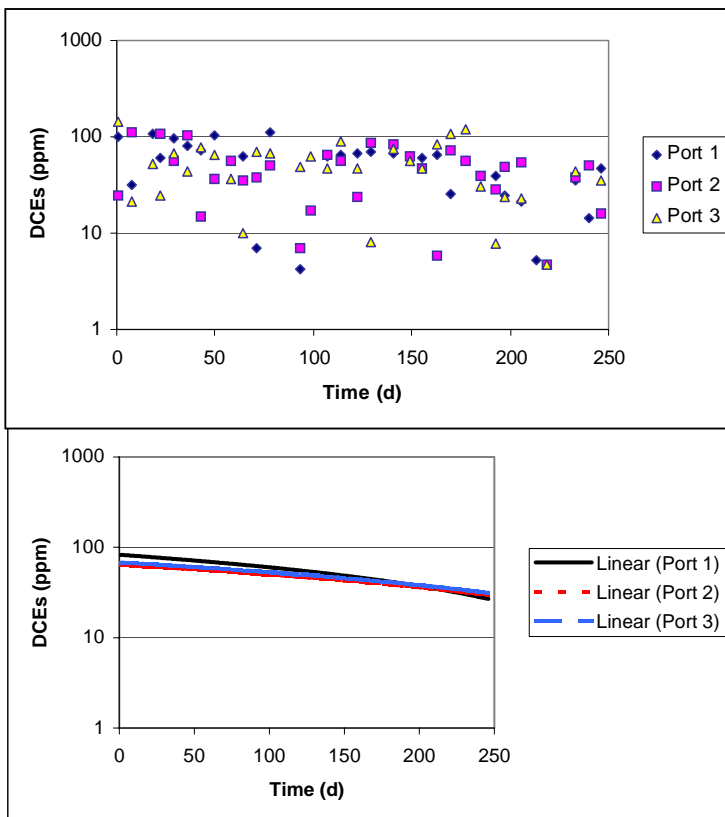 1000
100
10
1
DCEs (ppm)
0
50
100
150
200
250
Time (d)
Port 1
Port 2
Port 3
1000
100
10
1
DCEs (ppm)
0
50
100
150
200
250
Time (d)
Linear (Port 1)
Linear (Port 2)
Linear (Port 3)